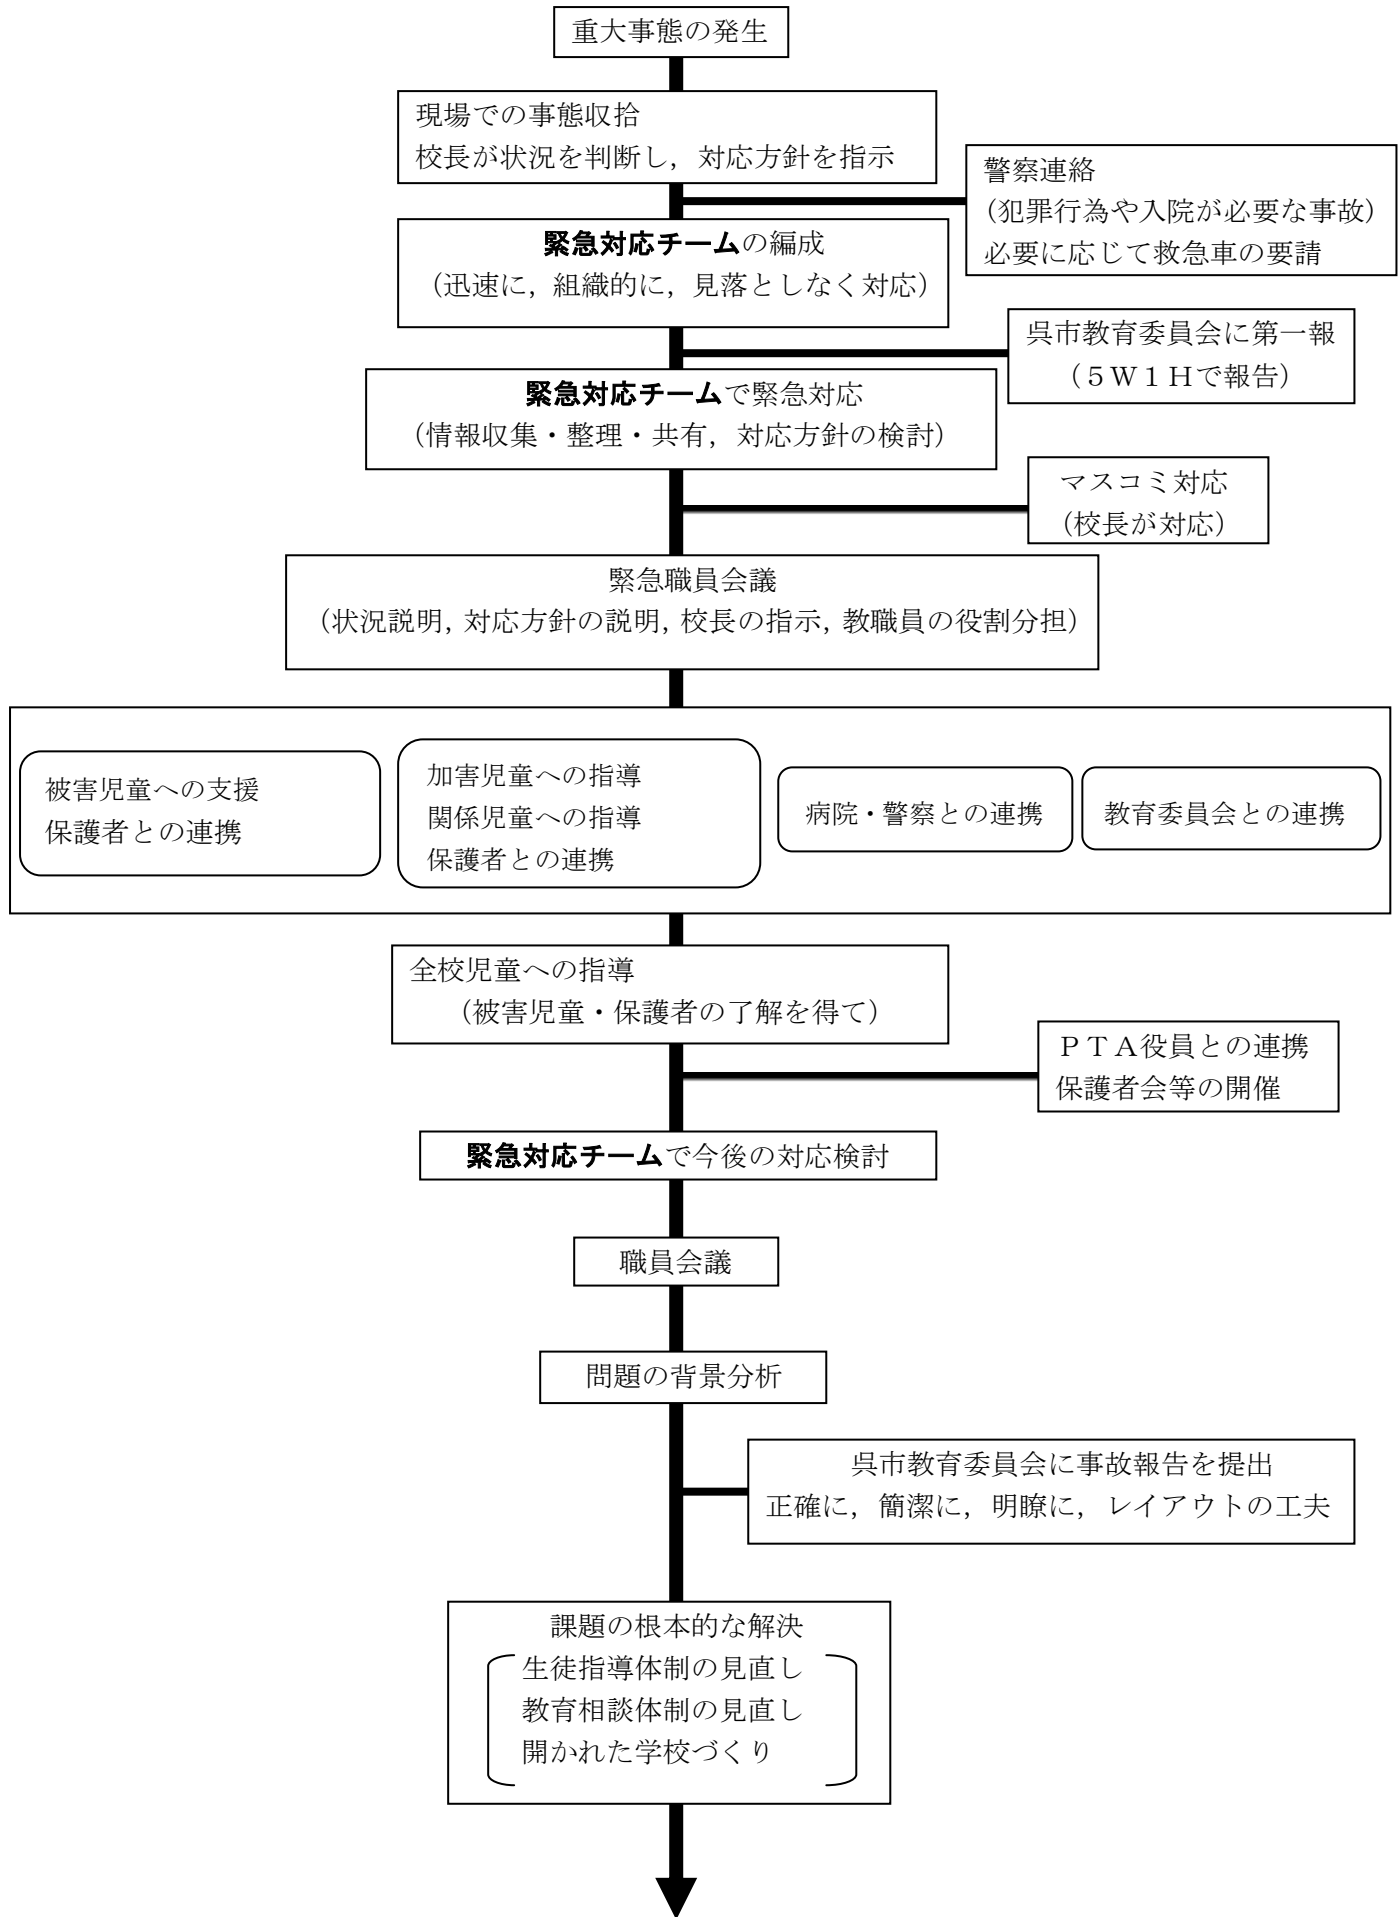 重大事態の発生
現場での事態収拾
校長が状況を判断し，対応方針を指示
警察連絡
（犯罪行為や入院が必要な事故）
必要に応じて救急車の要請
緊急対応チームの編成
（迅速に，組織的に，見落としなく対応）
呉市教育委員会に第一報
（５Ｗ１Ｈで報告）
緊急対応チームで緊急対応
（情報収集・整理・共有，対応方針の検討）
マスコミ対応
（校長が対応）
緊急職員会議
（状況説明，対応方針の説明，校長の指示，教職員の役割分担）
被害児童への支援
保護者との連携
加害児童への指導
関係児童への指導
保護者との連携
病院・警察との連携
教育委員会との連携
全校児童への指導
（被害児童・保護者の了解を得て）
ＰＴＡ役員との連携
保護者会等の開催
緊急対応チームで今後の対応検討
職員会議
問題の背景分析
呉市教育委員会に事故報告を提出
正確に，簡潔に，明瞭に，レイアウトの工夫
課題の根本的な解決
生徒指導体制の見直し
教育相談体制の見直し
開かれた学校づくり